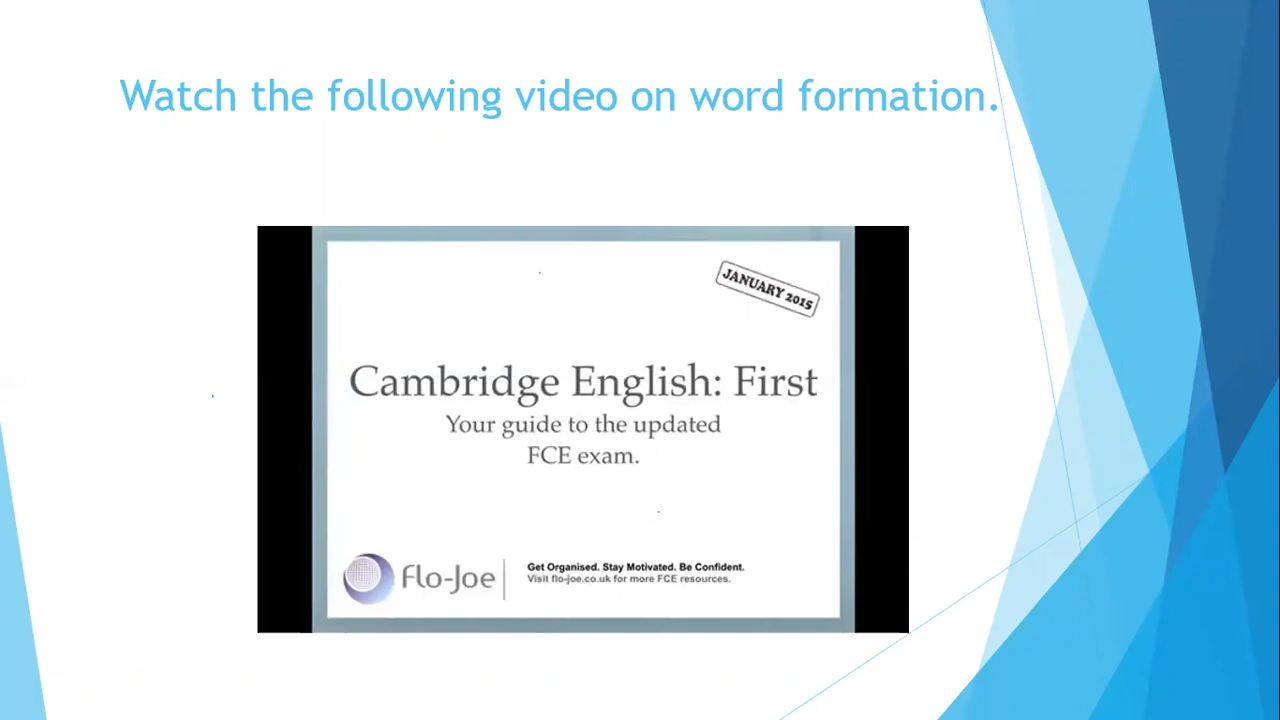 Watch the following video on word formation.
JANUARY 2015
Cambridge English: First
Your guide to the updated
FCE exam.
Flo-Joe
Get Organised. Stay Motivated. Be Confident.
Visit flo-joe.co.uk for more FCE resources.